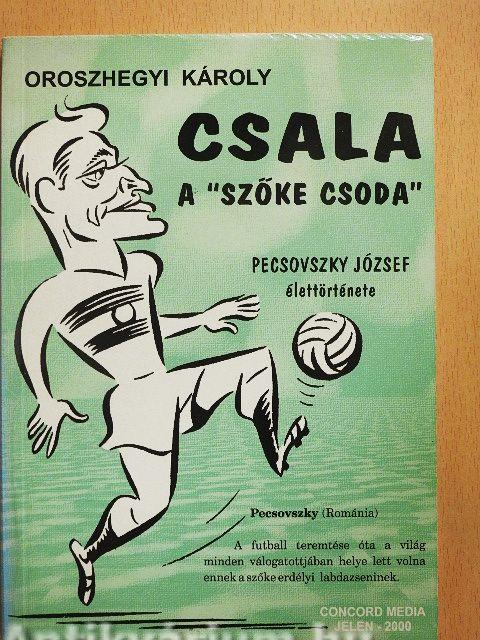 OROSZHEGYI KÁROLY
CSALA
A "SZŐKE CSODA"
PECSOVSZKY JÓZSEF
élettörténete
Pecsovszky (Románia)
A futball teremtése óta a világ
minden válogatottjában helye lett volna
ennek a szőke erdélyi labdazseninek.
CONCORD MEDIA
JELEN - 2000